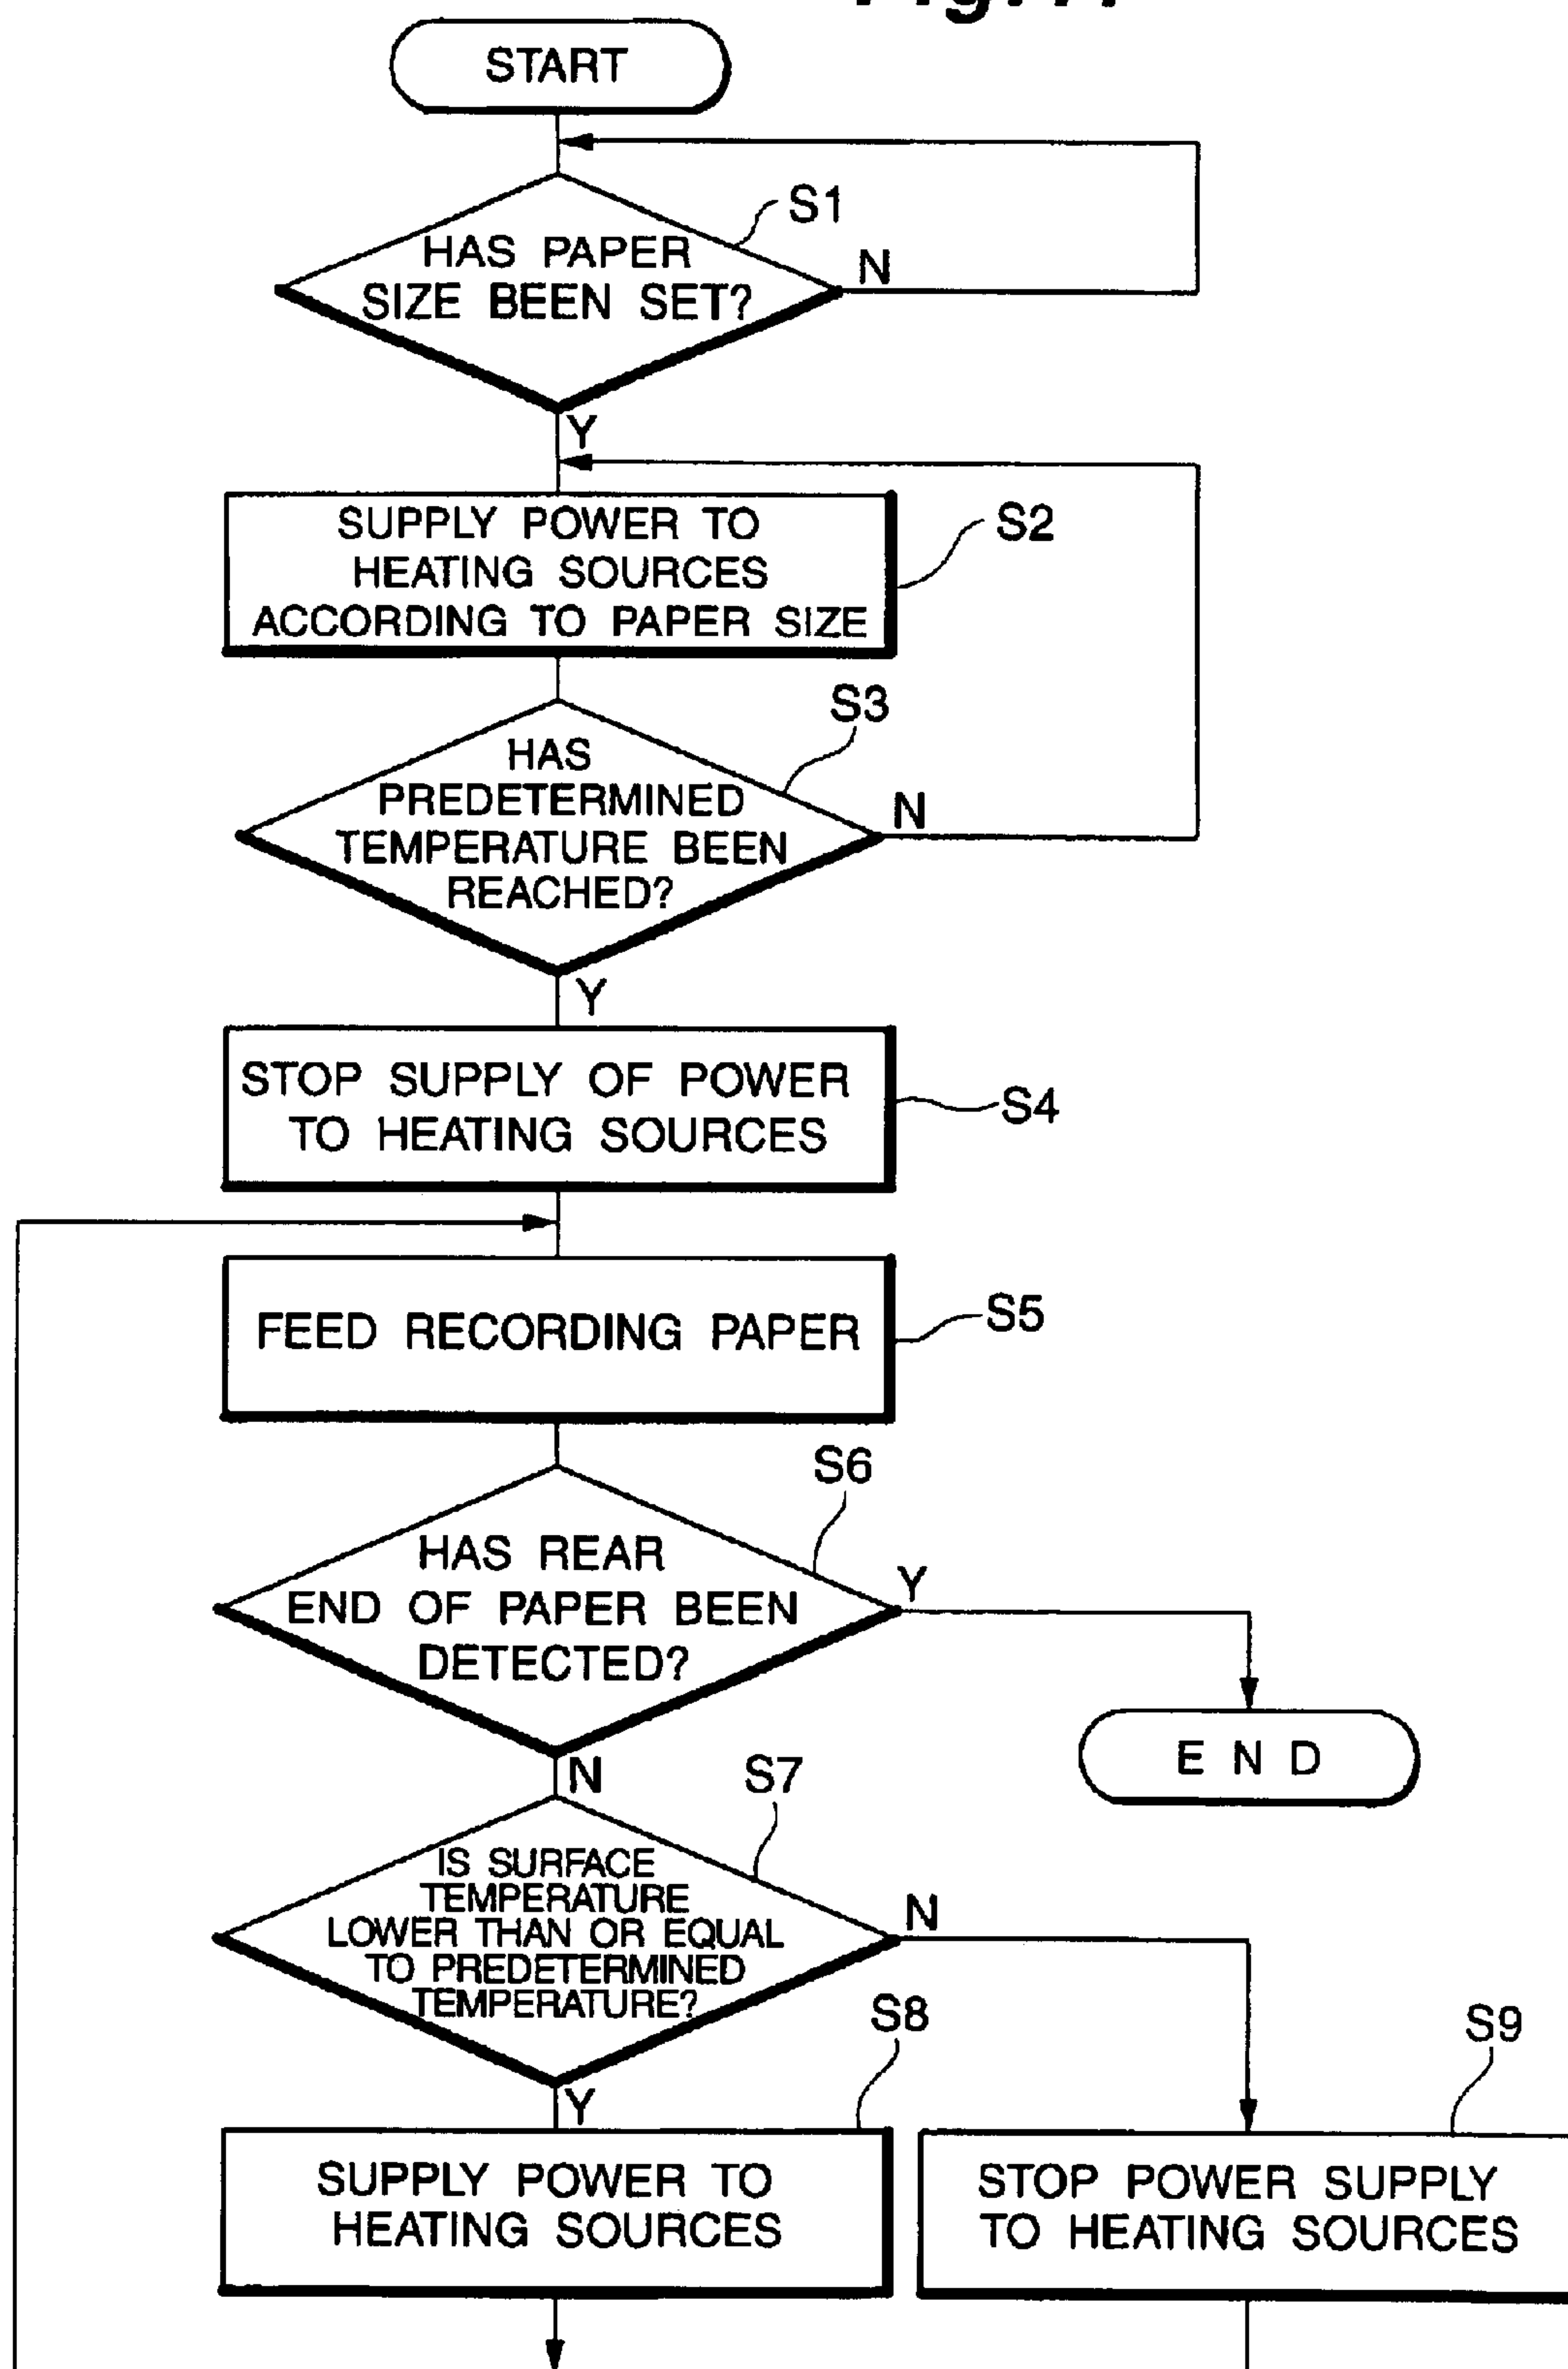 START
S1
HAS PAPER
SIZE BEEN SET?
N
Y
SUPPLY POWER TO
HEATING SOURCES
ACCORDING TO PAPER SIZE
S2
S3
HAS
PREDETERMINED
TEMPERATURE BEEN
REACHED?
N
Y
STOP SUPPLY OF POWER
TO HEATING SOURCES
S4
FEED RECORDING PAPER
S5
S6
HAS REAR
END OF PAPER BEEN
DETECTED?
Y
END
N
S7
IS SURFACE
TEMPERATURE
LOWER THAN OR EQUAL
TO PREDETERMINED
TEMPERATURE?
N
S8
S9
Y
SUPPLY POWER TO
HEATING SOURCES
STOP POWER SUPPLY
TO HEATING SOURCES